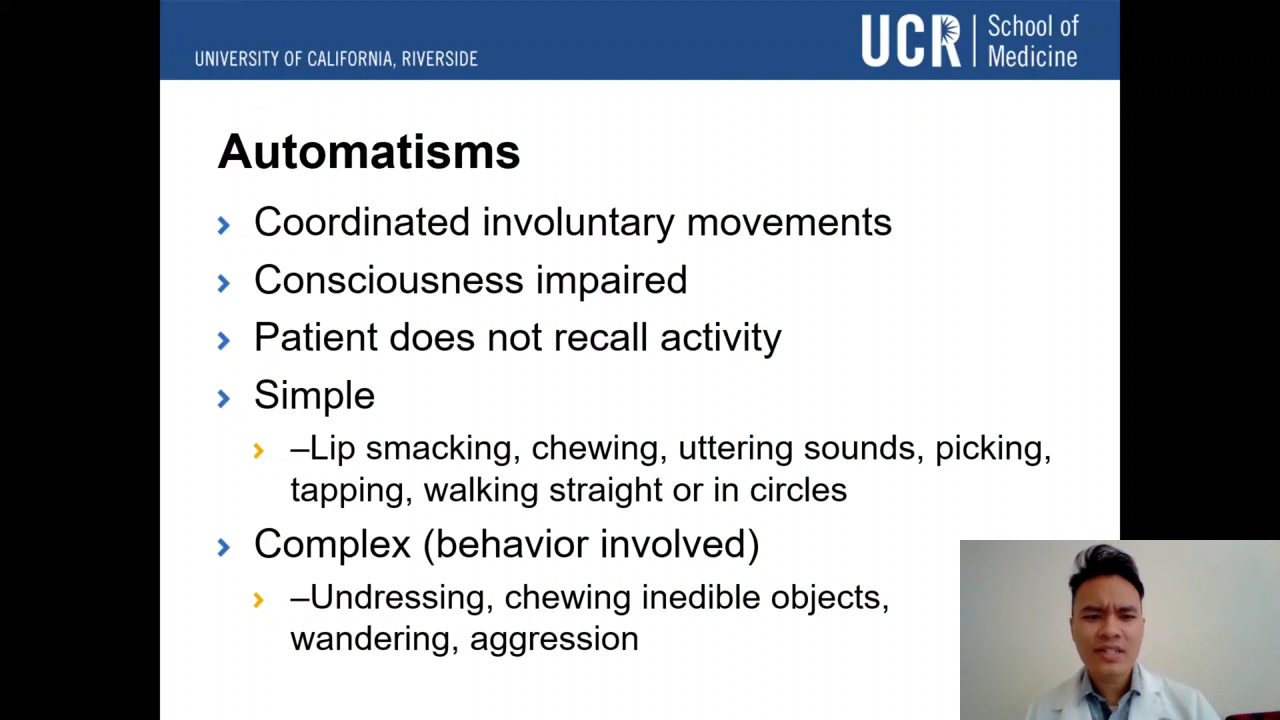 UNIVERSITY OF CALIFORNIA, RIVERSIDE
UCR
School of
Medicine
Automatisms
Coordinated involuntary movements
Consciousness impaired
Patient does not recall activity
Simple
–Lip smacking, chewing, uttering sounds, picking,
tapping, walking straight or in circles
Complex (behavior involved)
–Undressing, chewing inedible objects,
wandering, aggression